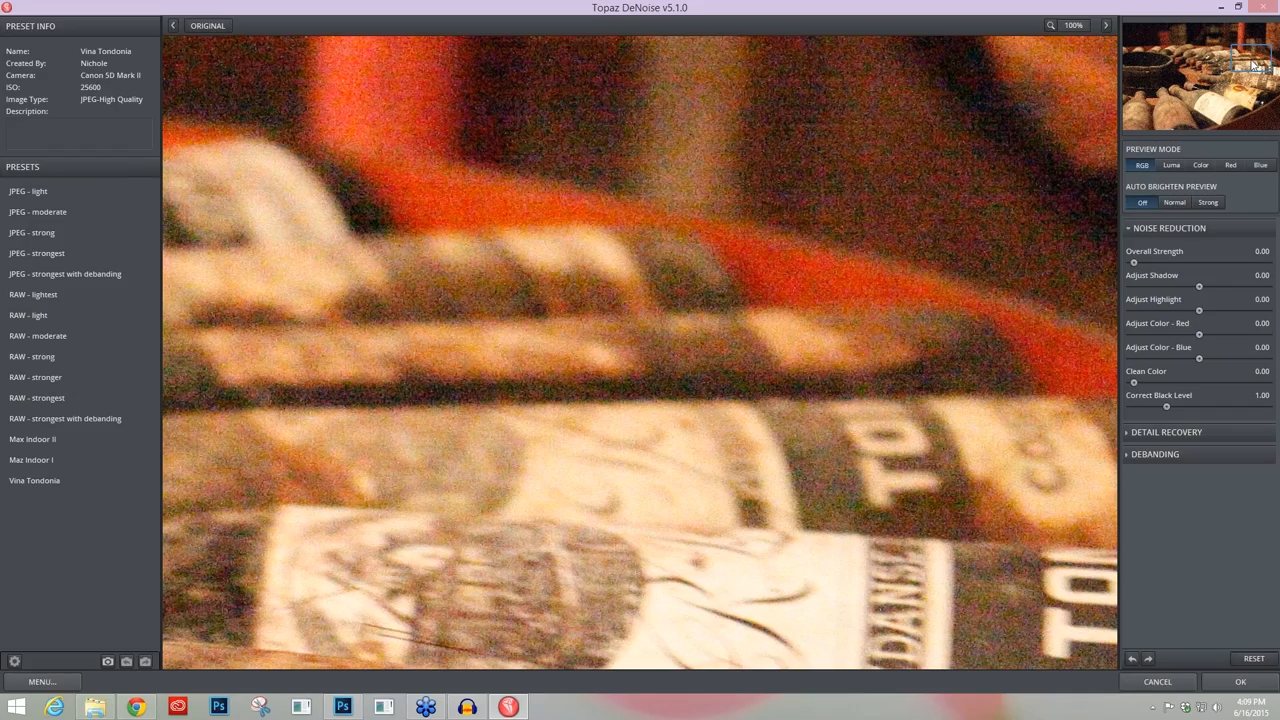 Topaz DeNoise v5.1.0
PRESET INFO
Name: Vina Tondonia
Created By: Nichole
Camera: Canon 5D Mark II
ISO: 25600
Image Type: JPEG-High Quality
Description:
PRESETS
JPEG - light
JPEG - moderate
JPEG - strong
JPEG - strongest
JPEG - strongest with debanding
RAW - lightest
RAW - light
RAW - moderate
RAW - strong
RAW - stronger
RAW - strongest
RAW - strongest with debanding
Max Indoor II
Maz Indoor I
Vina Tondonia
MENU...
ORIGINAL
100%
TO
CO
DANSA
TO
PREVIEW MODE
RGB Luma Color Red Blue
AUTO BRIGHTEN PREVIEW
Off Normal Strong
NOISE REDUCTION
Overall Strength 0.00
Adjust Shadow 0.00
Adjust Highlight 0.00
Adjust Color - Red 0.00
Adjust Color - Blue 0.00
Clean Color 0.00
Correct Black Level 1.00
DETAIL RECOVERY
DEBANDING
RESET
CANCEL OK
Ps Ps
4:09 PM
6/16/2015